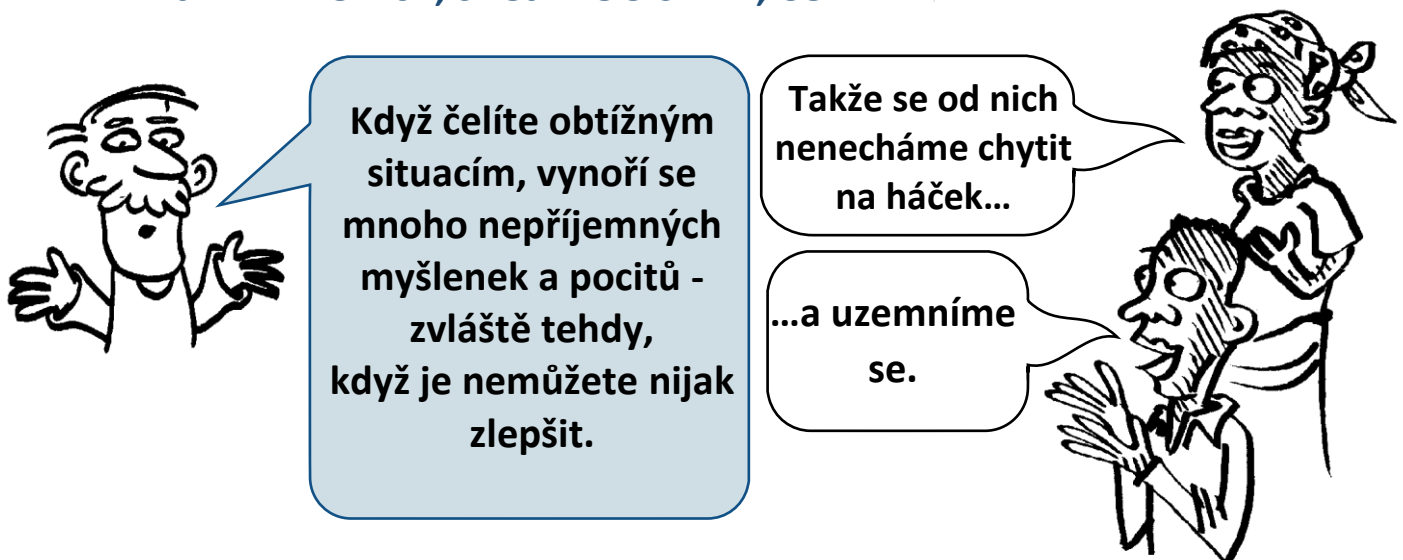 Když čelíte obtížným
situacím, vynoří se
mnoho nepříjemných
myšlenek a pocitů -
zvláště tehdy,
když je nemůžete nijak
zlepšit.
Takže se od nich
nenecháme chytit
na háček…
…a uzemníme
se.